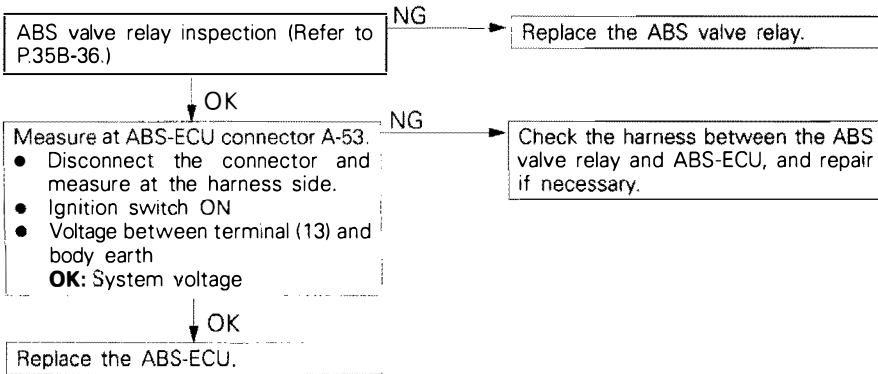 ABS valve relay inspection (Refer to
P.35B-36.)
NG
Replace the ABS valve relay.
OK
Measure at ABS-ECU connector A-53.
● Disconnect the connector and
measure at the harness side.
● Ignition switch ON
● Voltage between terminal (13) and
body earth
OK: System voltage
NG
Check the harness between the ABS
valve relay and ABS-ECU, and repair
if necessary.
OK
Replace the ABS-ECU.